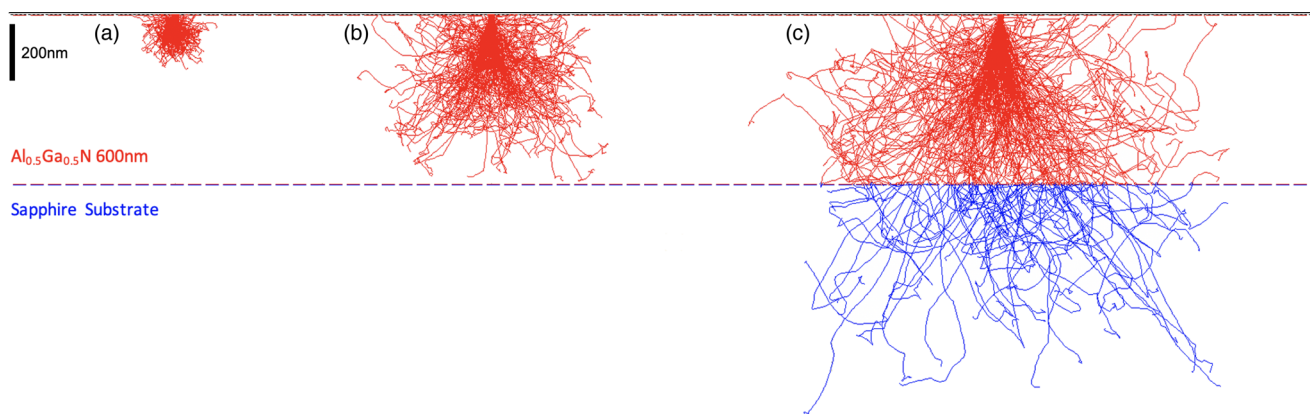 (a) (b) (c)
200nm
Al₀.₅Ga₀.₅N 600nm
Sapphire Substrate